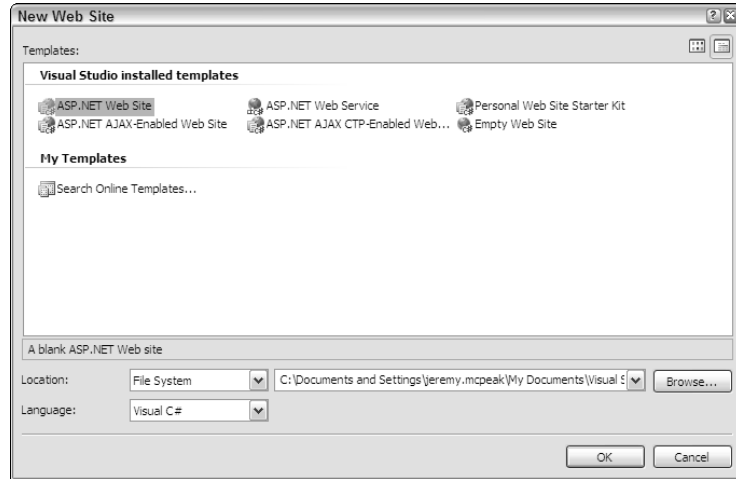 New Web Site
Templates:
Visual Studio installed templates
ASP.NET Web Site
ASP.NET Web Service
Personal Web Site Starter Kit
ASP.NET AJAX-Enabled Web Site
ASP.NET AJAX CTP-Enabled Web...
Empty Web Site
My Templates
Search Online Templates...
A blank ASP.NET Web site
Location: File System C:\Documents and Settings\jeremy.mcpeak\My Documents\Visual S Browse...
Language: Visual C#
OK Cancel